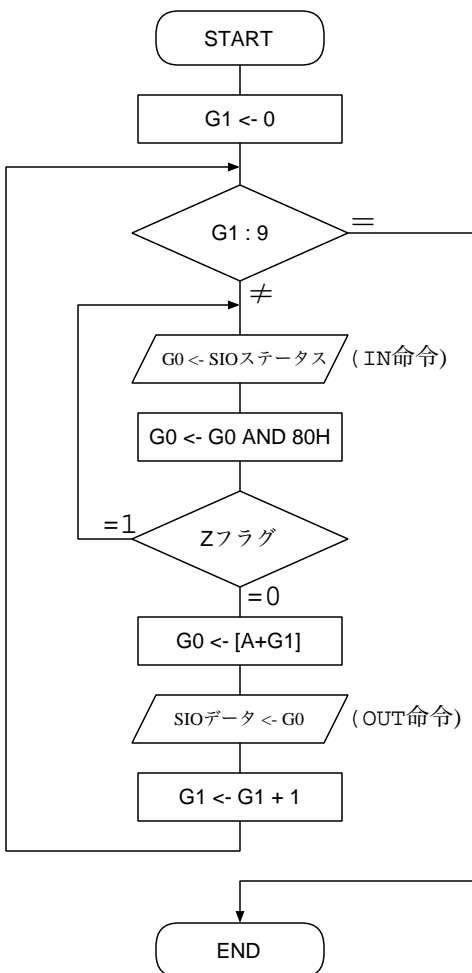 START
G1 <- 0
G1 : 9
=
≠
G0 <- SIOステータス
(IN命令)
G0 <- G0 AND 80H
=1
Zフラグ
=0
G0 <- [A+G1]
SIOデータ <- G0
(OUT命令)
G1 <- G1 + 1
END